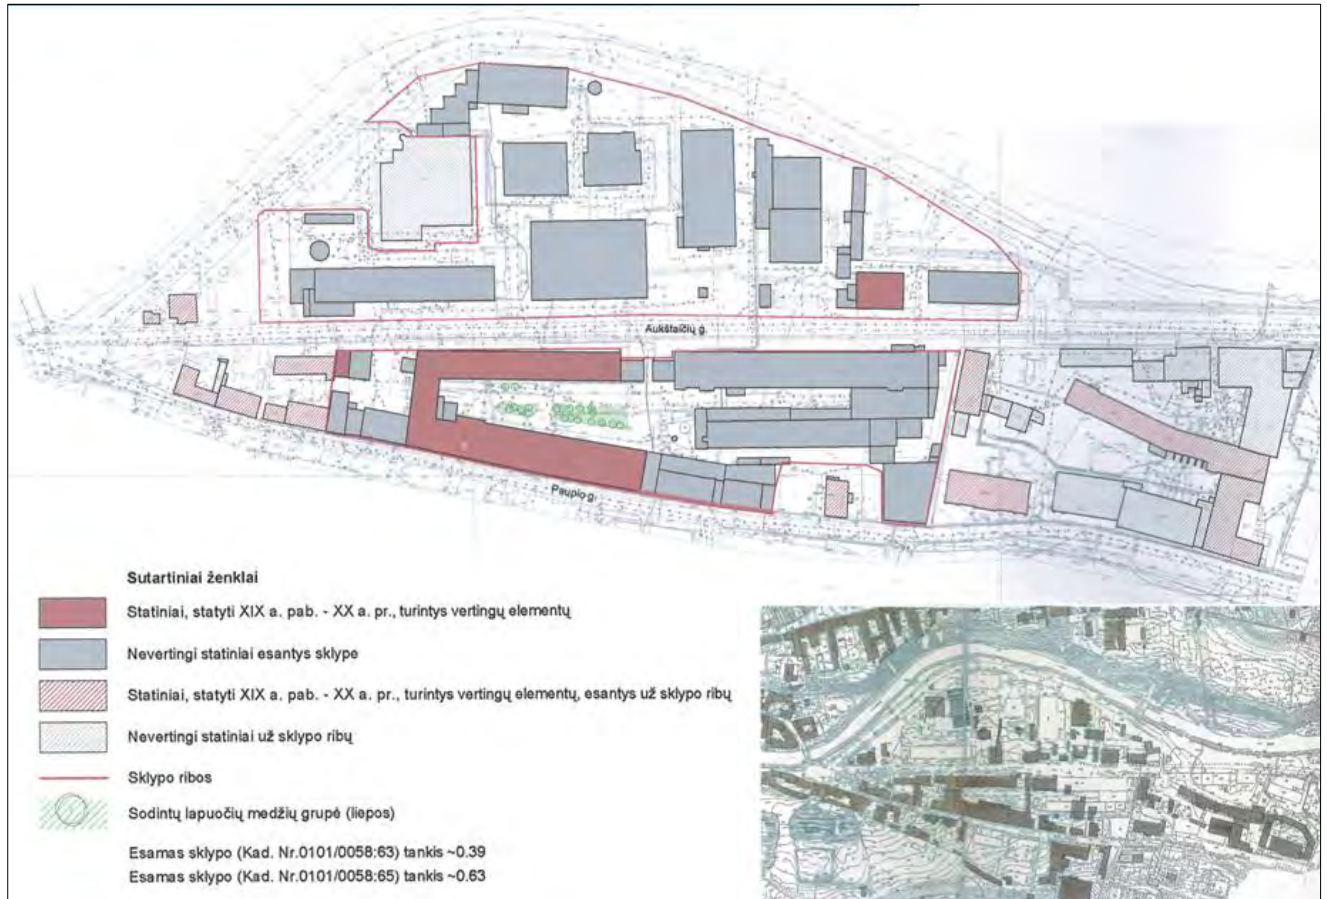 Aukštaičių g.
Paupio g.
Sutartiniai ženklai
Statiniai, statyti XIX a. pab. - XX a. pr., turintys vertingų elementų
Nevertingi statiniai esantys sklype
Statiniai, statyti XIX a. pab. - XX a. pr., turintys vertingų elementų, esantys už sklypo ribų
Nevertingi statiniai už sklypo ribų
Sklypo ribos
Sodintų lapuočių medžių grupė (liepos)
Esamas sklypo (Kad. Nr.0101/0058:63) tankis ~0.39
Esamas sklypo (Kad. Nr.0101/0058:65) tankis ~0.63